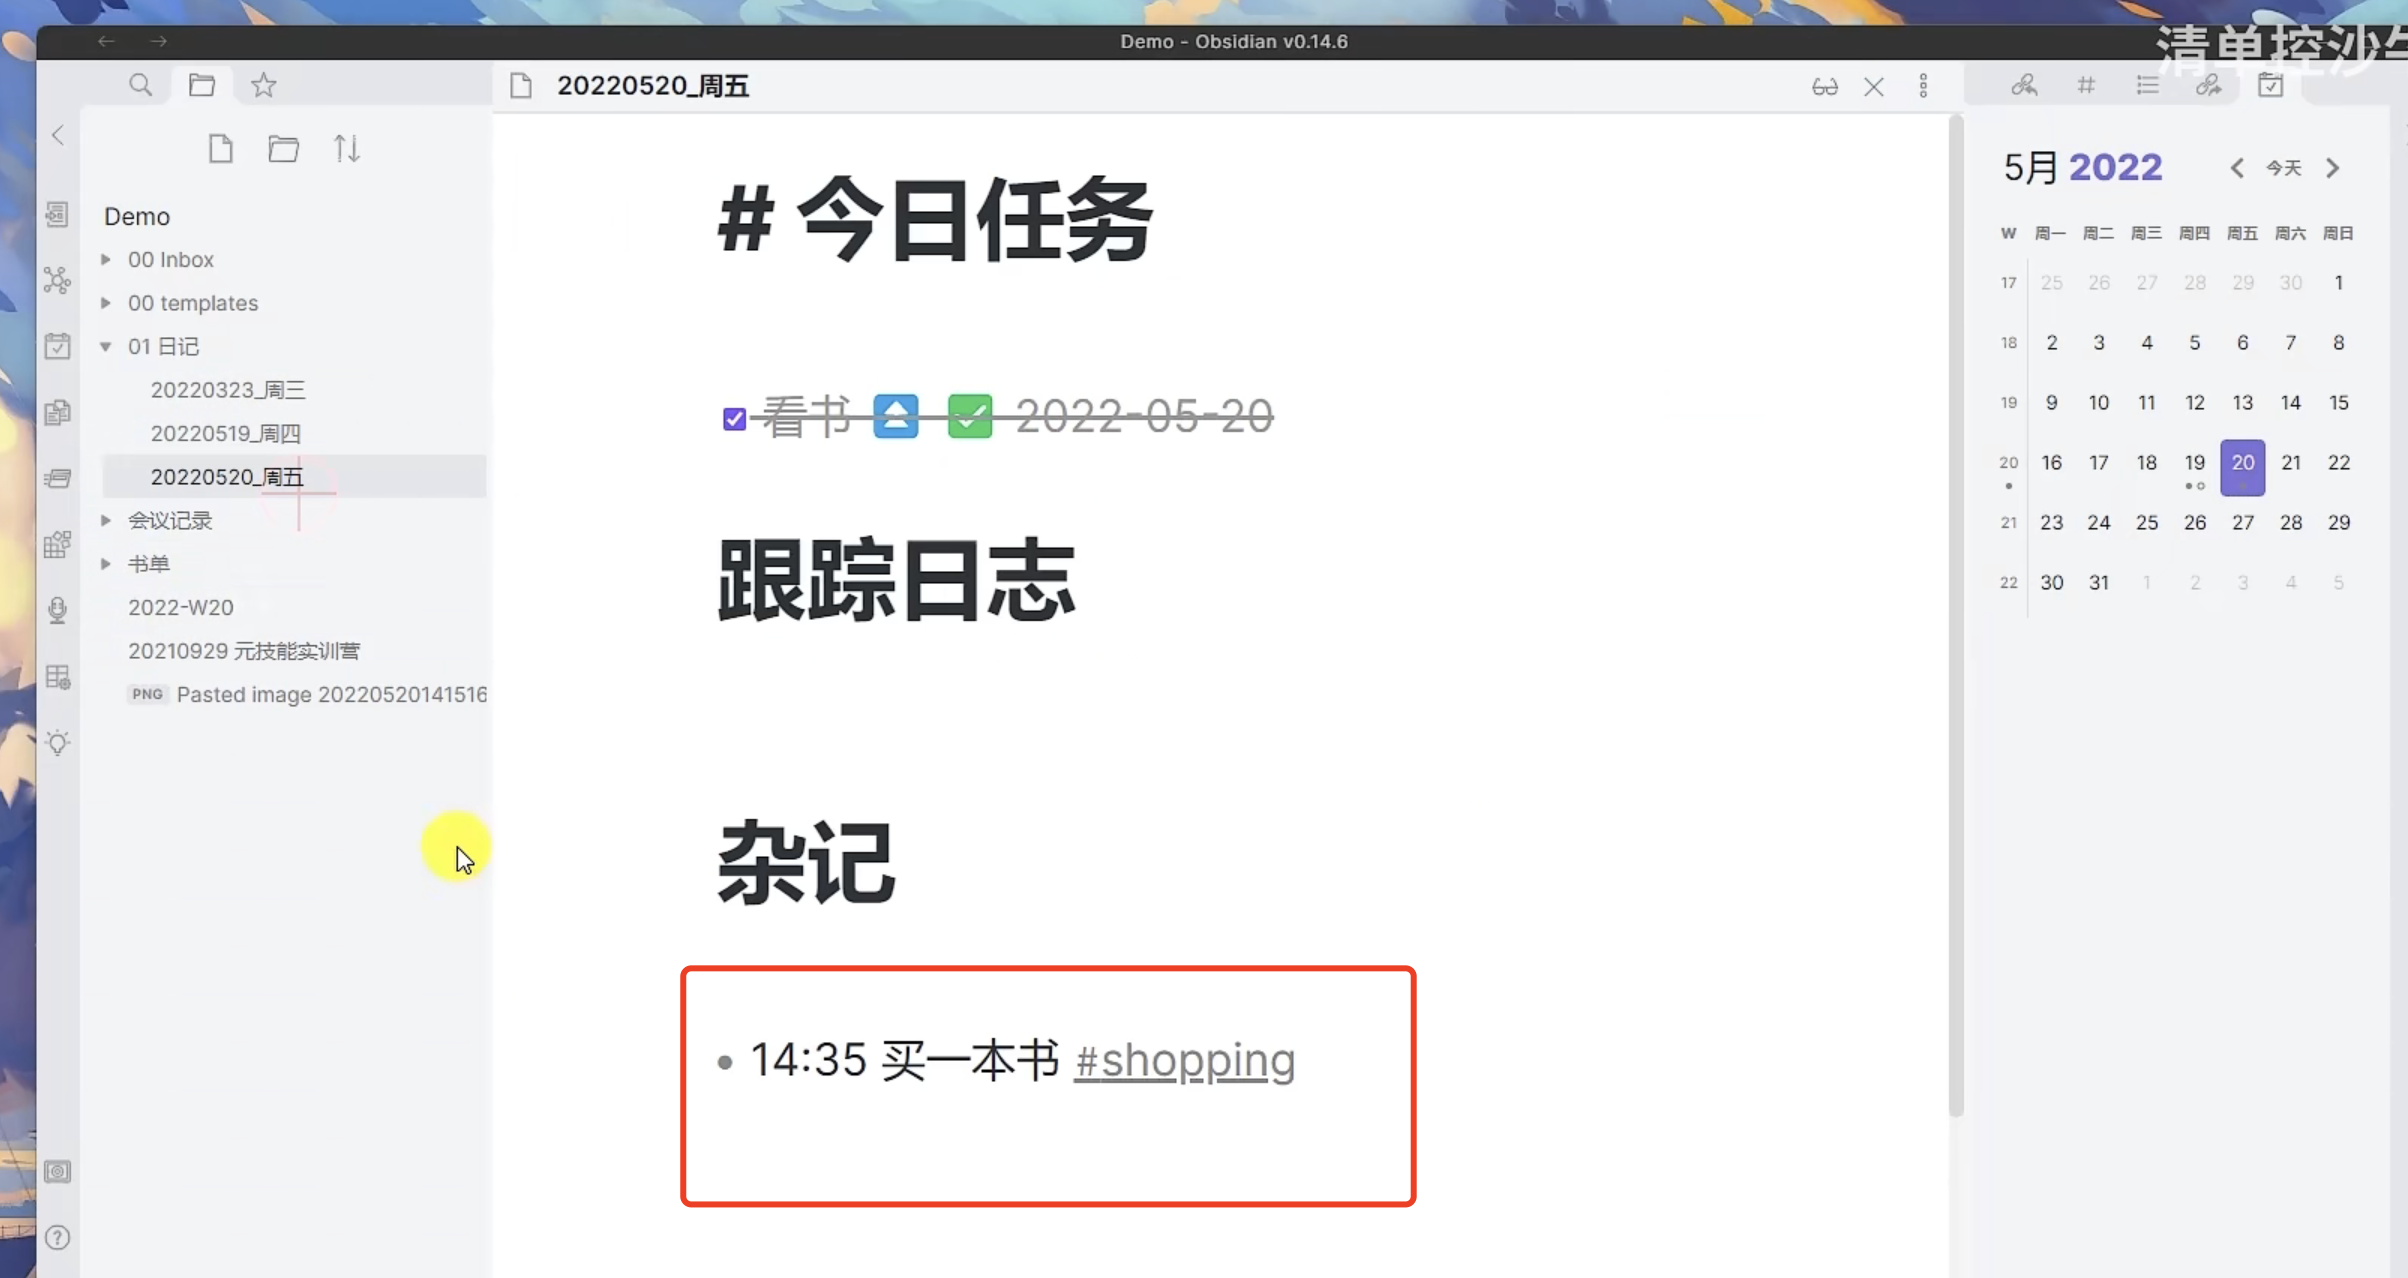 Demo - Obsidian v0.14.6
清单控沙
20220520_周五
Demo
00 Inbox
00 templates
01 日记
20220323_周三
20220519_周四
20220520_周五
会议记录
书单
2022-W20
20210929 元技能实训营
PNG Pasted image 20220520141516
# 今日任务
看书 2022-05-20
跟踪日志
杂记
14:35 买一本书 #shopping
5月 2022 今天
W 周一 周二 周三 周四 周五 周六 周日
17 25 26 27 28 29 30 1
18 2 3 4 5 6 7 8
19 9 10 11 12 13 14 15
20 16 17 18 19 20 21 22
21 23 24 25 26 27 28 29
22 30 31 1 2 3 4 5